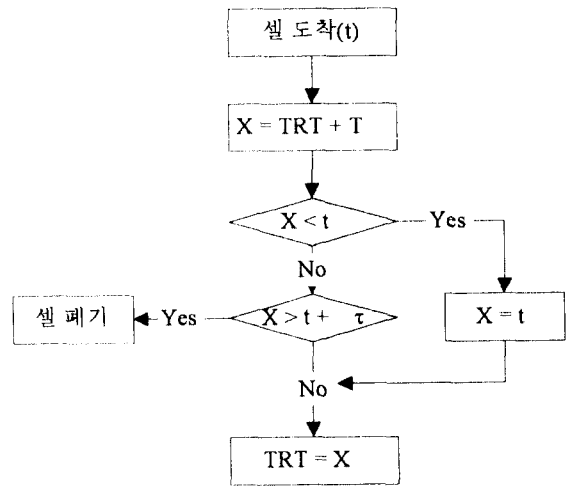 셀 도착(t)
X = TRT + T
X < t
Yes
No
셀 폐기
Yes
X > t + τ
X = t
No
TRT = X